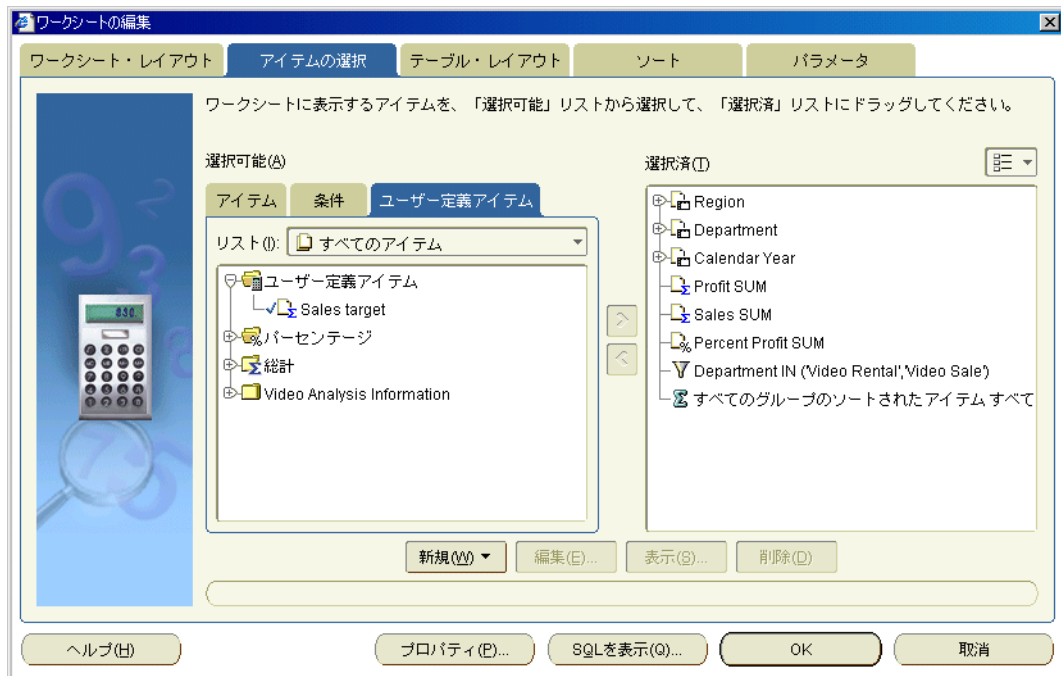 ワークシートの編集
ワークシート・レイアウト アイテムの選択 テーブル・レイアウト ソート パラメータ
ワークシートに表示するアイテムを、「選択可能」リストから選択して、「選択済」リストにドラッグしてください。
選択可能(A)
アイテム 条件 ユーザー定義アイテム
リスト(I): すべてのアイテム
ユーザー定義アイテム
Sales target
パーセンテージ
総計
Video Analysis Information
選択済(T)
Region
Department
Calendar Year
Profit SUM
Sales SUM
Percent Profit SUM
Department IN ('Video Rental','Video Sale')
すべてのグループのソートされたアイテム すべて
新規(W) 編集(E)... 表示(S)... 削除(D)
ヘルプ(H) プロパティ(P)... SQLを表示(Q)... OK 取消